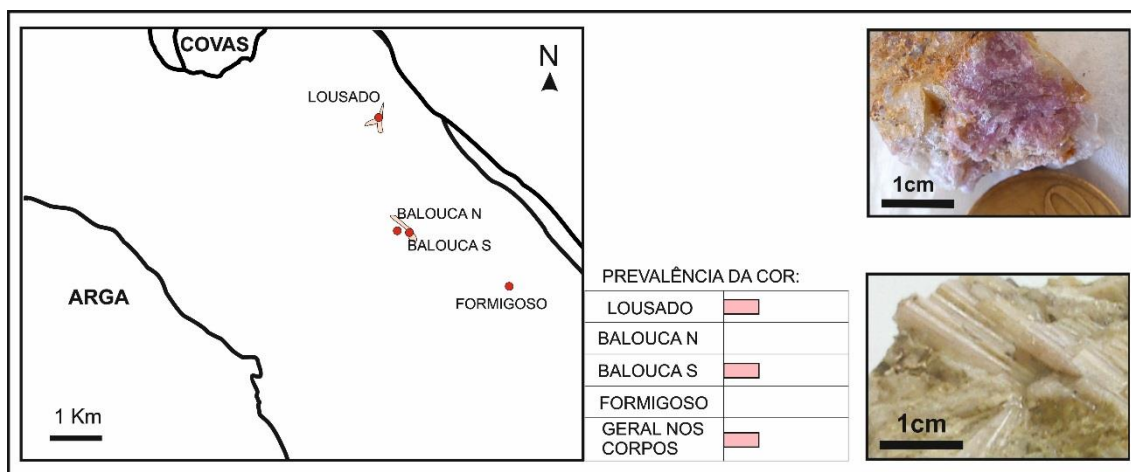 COVAS
N
LOUSADO
BALOUCA N
BALOUCA S
ARGA
FORMIGOSO
1 Km
PREVALÊNCIA DA COR:
LOUSADO
BALOUCA N
BALOUCA S
FORMIGOSO
GERAL NOS
CORPOS
1cm
1cm